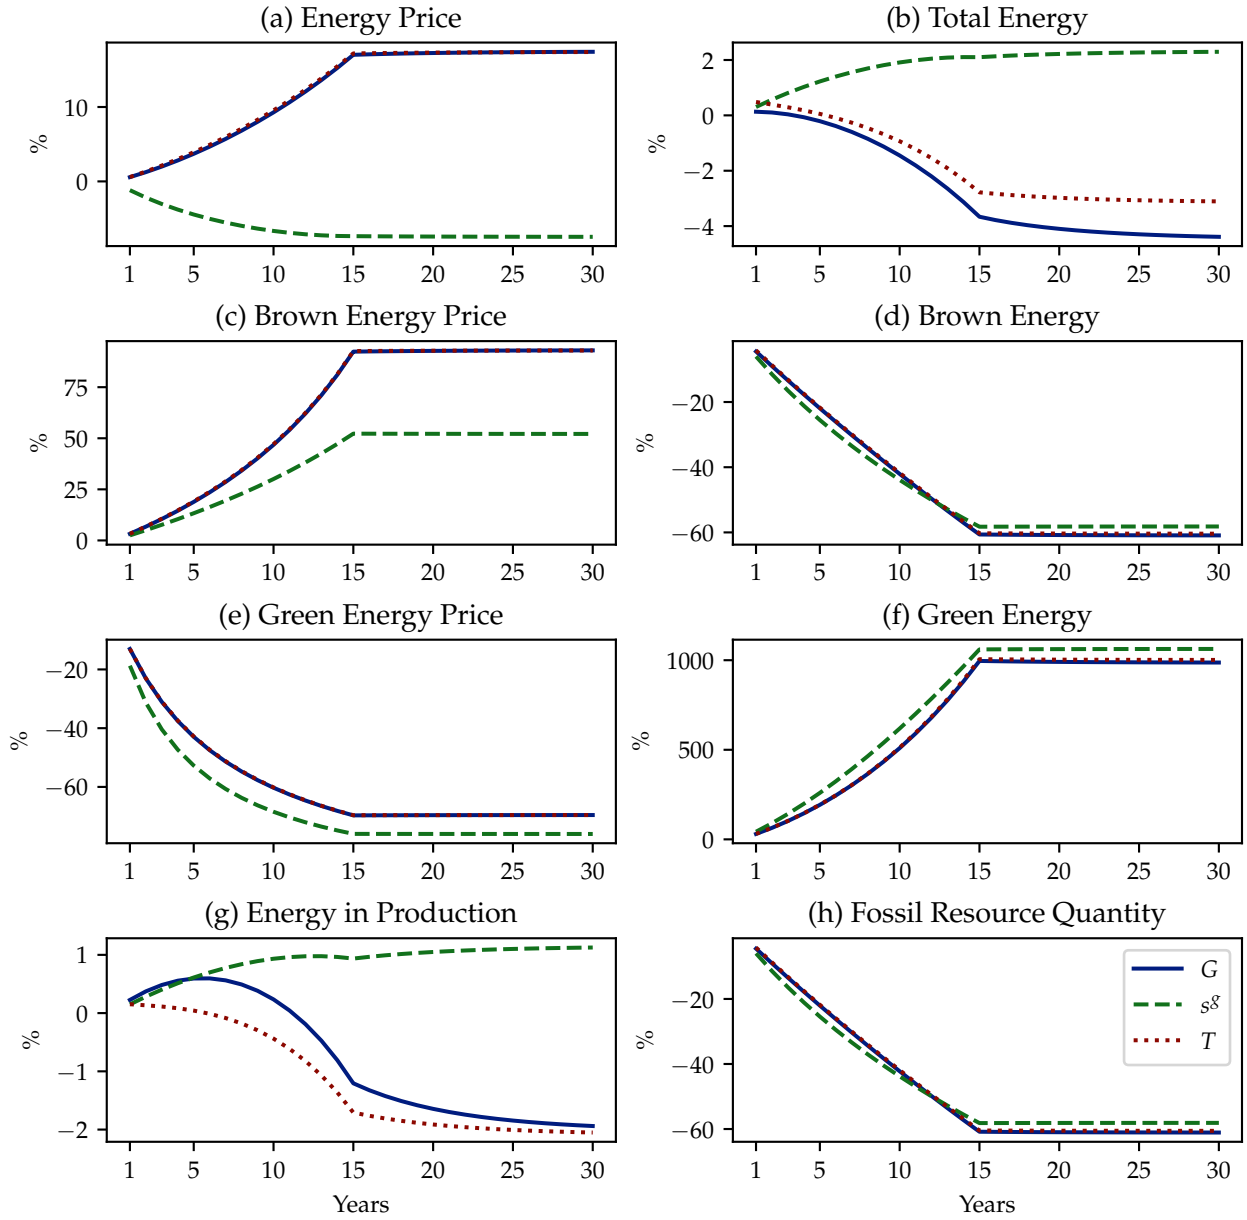 (a) Energy Price
%
10
0
1 5 10 15 20 25 30
(b) Total Energy
%
2
0
−2
−4
1 5 10 15 20 25 30
(c) Brown Energy Price
%
75
50
25
0
1 5 10 15 20 25 30
(d) Brown Energy
%
−20
−40
−60
1 5 10 15 20 25 30
(e) Green Energy Price
%
−20
−40
−60
1 5 10 15 20 25 30
(f) Green Energy
%
1000
500
0
1 5 10 15 20 25 30
(g) Energy in Production
%
1
0
−1
−2
1 5 10 15 20 25 30
Years
(h) Fossil Resource Quantity
%
−20
−40
−60
G
s^g
T
1 5 10 15 20 25 30
Years